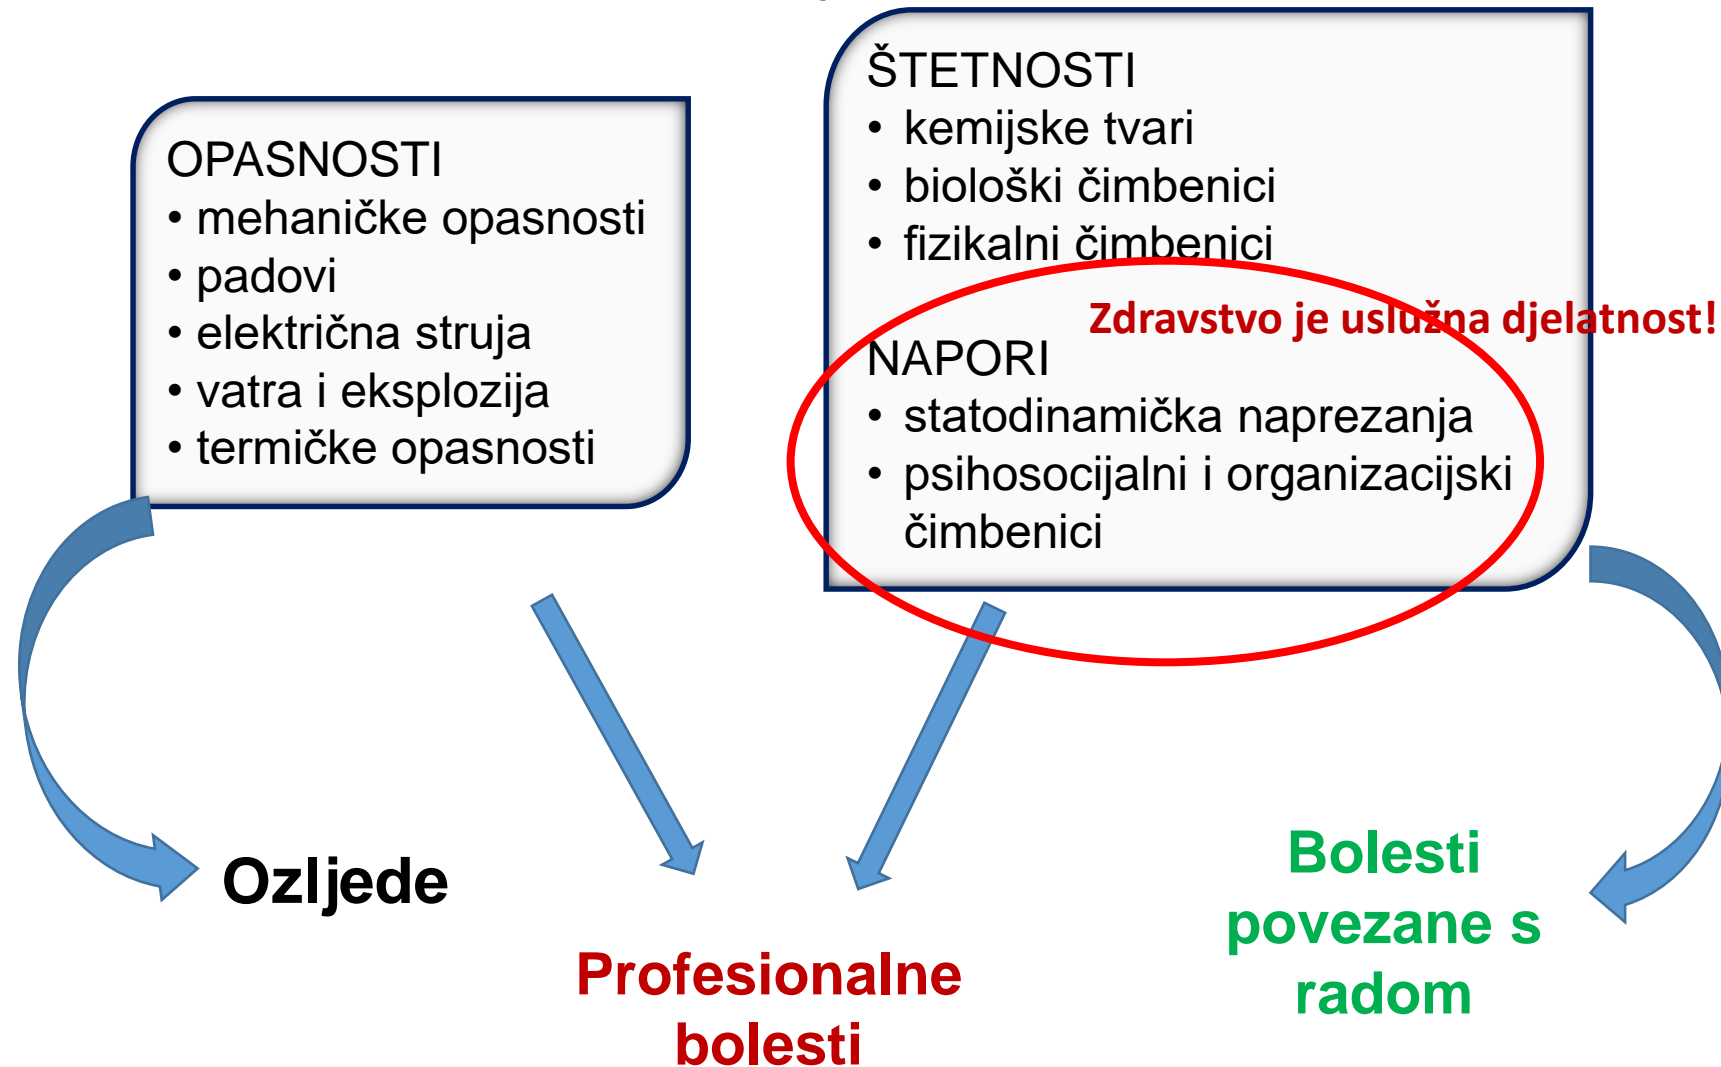 OPASNOSTI
• mehaničke opasnosti
• padovi
• električna struja
• vatra i eksplozija
• termičke opasnosti
ŠTETNOSTI
• kemijske tvari
• biološki čimbenici
• fizikalni čimbenici
Zdravstvo je uslužna djelatnost!
NAPORI
• statodinamička naprezanja
• psihosocijalni i organizacijski
čimbenici
Ozljede
Profesionalne
bolesti
Bolesti
povezane s
radom